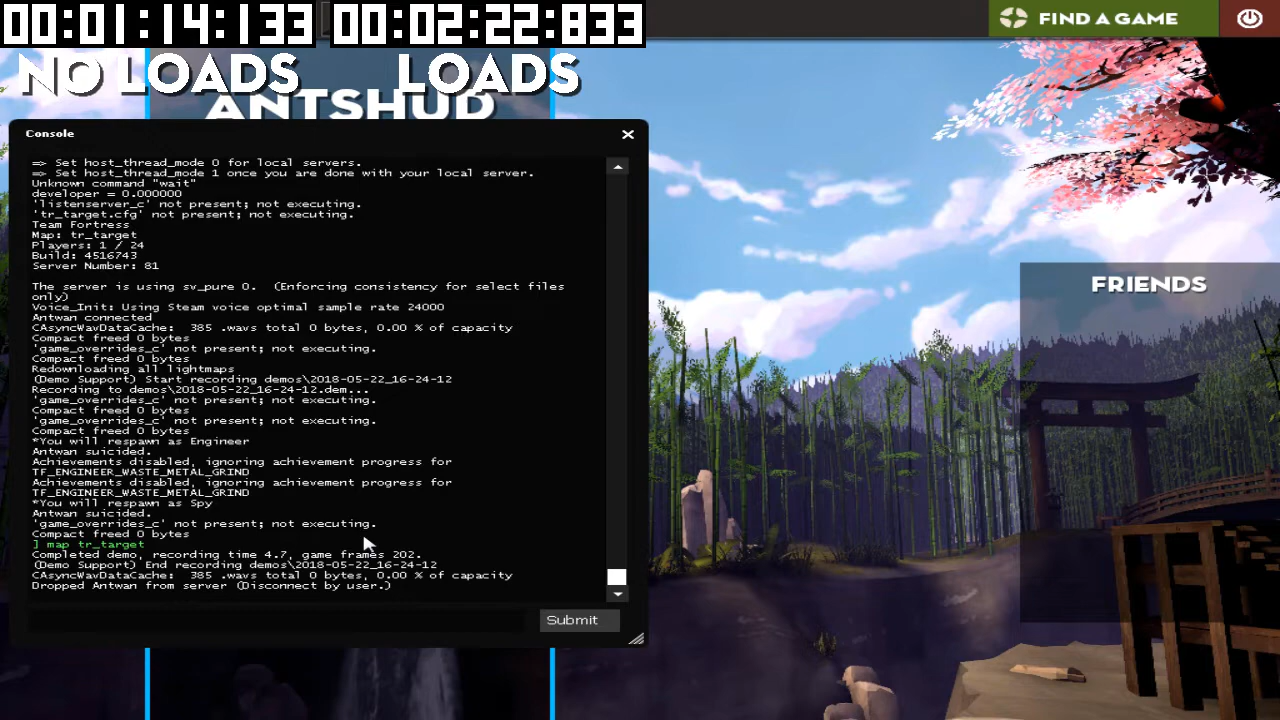 00:01:14:133 00:02:22:833
NO LOADS LOADS
FIND A GAME
ANTSHUD
Console
=> Set host_thread_mode 0 for local servers.
=> Set host_thread_mode 1 once you are done with your local server.
Unknown command "wait"
developer = 0.000000
'listenserver_c' not present; not executing.
'tr_target.cfg' not present; not executing.
Team Fortress
Map: tr_target
Players: 1 / 24
Build: 4516743
Server Number: 81
The server is using sv_pure 0.  (Enforcing consistency for select files
only)
Voice_Init: Using Steam voice optimal sample rate 24000
Antwan connected
CAsyncWavDataCache:  385 .wavs total 0 bytes, 0.00 % of capacity
Compact freed 0 bytes
'game_overrides_c' not present; not executing.
Compact freed 0 bytes
Redownloading all lightmaps
(Demo Support) Start recording demos\2018-05-22_16-24-12
Recording to demos\2018-05-22_16-24-12.dem...
'game_overrides_c' not present; not executing.
Compact freed 0 bytes
'game_overrides_c' not present; not executing.
Compact freed 0 bytes
*You will respawn as Engineer
Antwan suicided.
Achievements disabled, ignoring achievement progress for
TF_ENGINEER_WASTE_METAL_GRIND
Achievements disabled, ignoring achievement progress for
TF_ENGINEER_WASTE_METAL_GRIND
*You will respawn as Spy
Antwan suicided.
'game_overrides_c' not present; not executing.
Compact freed 0 bytes
] map tr_target
Completed demo, recording time 4.7, game frames 202.
(Demo Support) End recording demos\2018-05-22_16-24-12
CAsyncWavDataCache:  385 .wavs total 0 bytes, 0.00 % of capacity
Dropped Antwan from server (Disconnect by user.)
Submit
FRIENDS